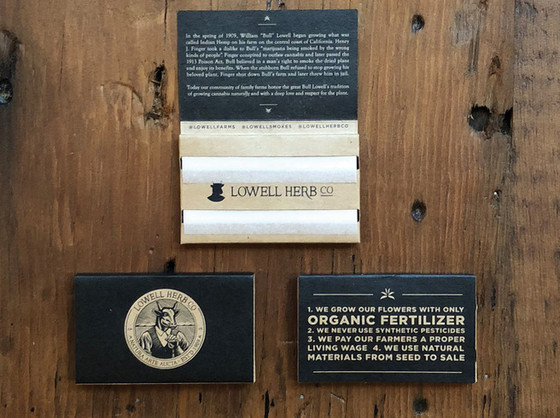 In the spring of 1909, William "Bull" Lowell began growing what was
called Indian Hemp on his farm on the central coast of California. Henry
J. Finger took a dislike to Bull's "marijuana being smoked by the wrong
kinds of people". Finger conspired to outlaw cannabis and later passed the
1913 Poison Act. Bull believed in a man's right to smoke the dried plant
and enjoy its benefits. When the stubborn Bull refused to stop growing his
beloved plant, Finger shut down Bull's farm and later threw him in jail.
Today our community of family farms honor the great Bull Lowell's tradition
of growing cannabis naturally and with a deep love and respect for the plant.
@LOWELLFARMS @LOWELLSMOKES @LOWELLHERBCO
LOWELL HERB CO
LOWELL HERB CO
1. WE GROW OUR FLOWERS WITH ONLY
ORGANIC FERTILIZER
2. WE NEVER USE SYNTHETIC PESTICIDES
3. WE PAY OUR FARMERS A PROPER
LIVING WAGE 4. WE USE NATURAL
MATERIALS FROM SEED TO SALE